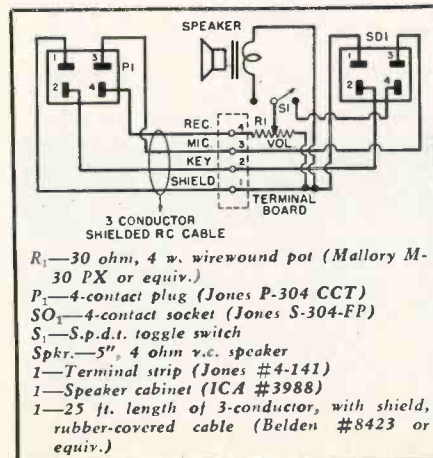 SPEAKER
SD1
1 3 P1
2 4
1 3
2 4
S1
REC. 4 R1
MIC. 3 VOL.
KEY 2
SHIELD 1
TERMINAL
BOARD
3 CONDUCTOR
SHIELDED RC CABLE
R₁—30 ohm, 4 w. wirewound pot (Mallory M-
30 PX or equiv.)
P₁—4-contact plug (Jones P-304 CCT)
SO₁—4-contact socket (Jones S-304-FP)
S₁—S.p.d.t. toggle switch
Spkr.—5", 4 ohm v.c. speaker
1—Terminal strip (Jones #4-141)
1—Speaker cabinet (ICA #3988)
1—25 ft. length of 3-conductor, with shield,
rubber-covered cable (Belden #8423 or
equiv.)